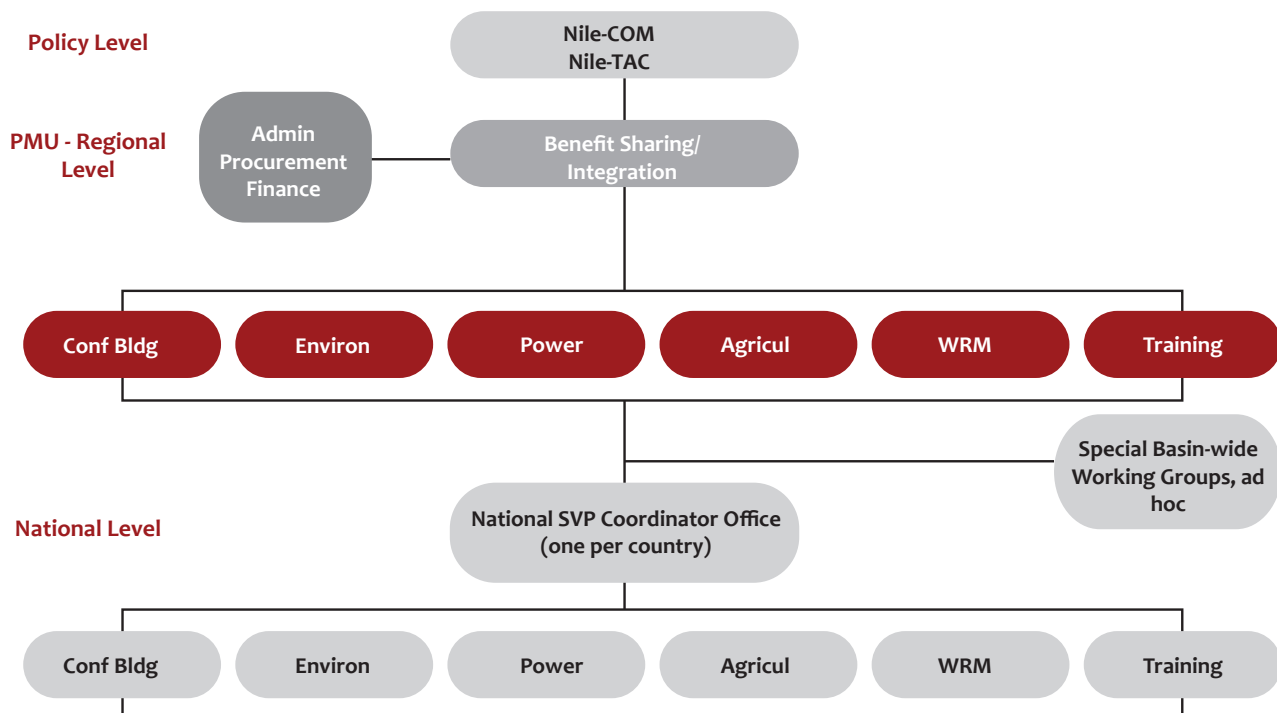 Policy Level
Nile-COM
Nile-TAC
PMU - Regional
Level
Admin
Procurement
Finance
Benefit Sharing/
Integration
Conf Bldg
Environ
Power
Agricul
WRM
Training
Special Basin-wide
Working Groups, ad
hoc
National Level
National SVP Coordinator Office
(one per country)
Conf Bldg
Environ
Power
Agricul
WRM
Training